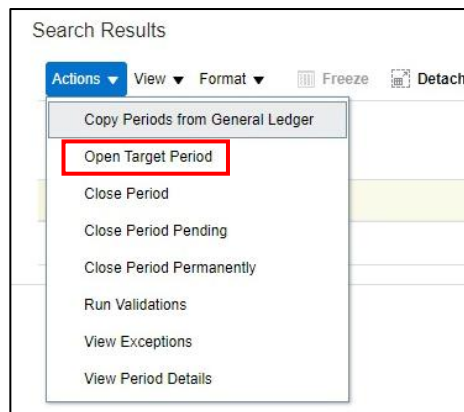 Search Results
Actions View Format Freeze Detach
Copy Periods from General Ledger
Open Target Period
Close Period
Close Period Pending
Close Period Permanently
Run Validations
View Exceptions
View Period Details